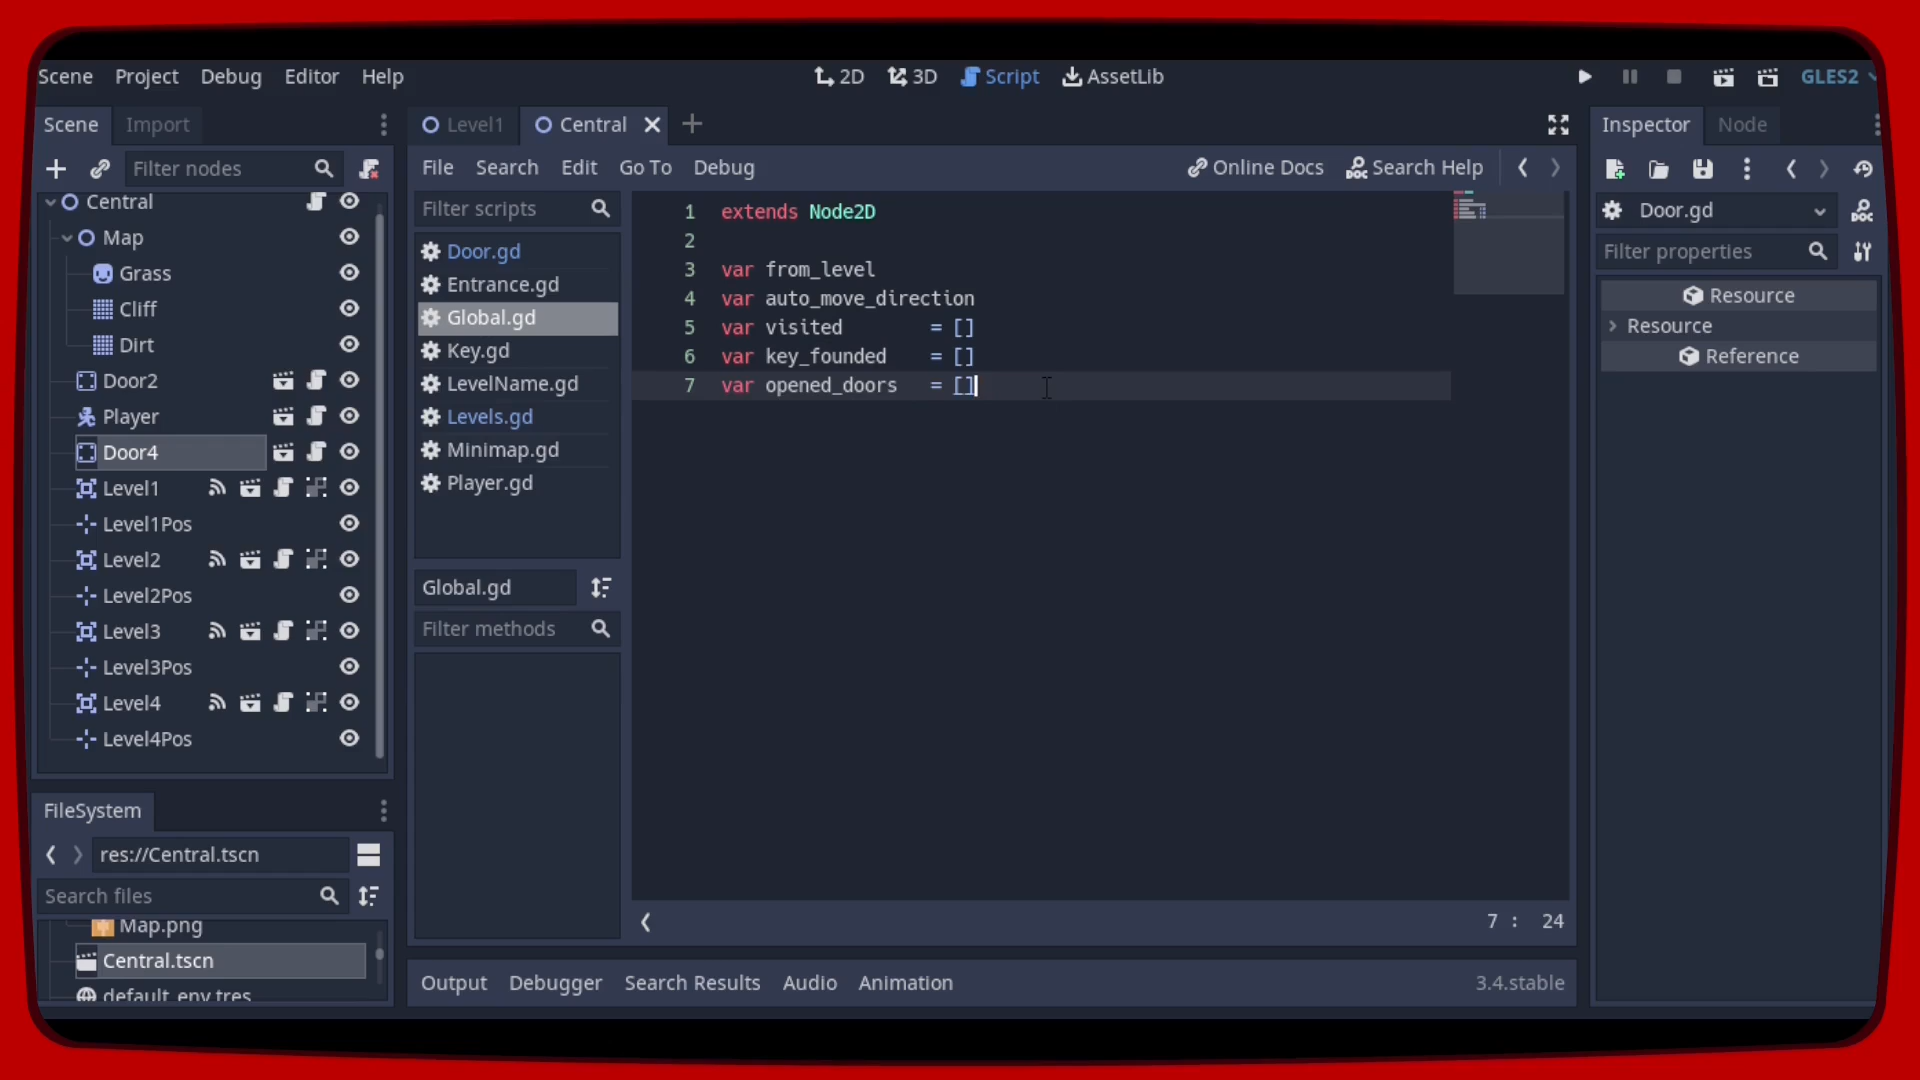 Scene Project Debug Editor Help
2D 3D Script AssetLib
GLES2
Scene Import
Filter nodes
Central
Map
Grass
Cliff
Dirt
Door2
Player
Door4
Level1
Level1Pos
Level2
Level2Pos
Level3
Level3Pos
Level4
Level4Pos
FileSystem
res://Central.tscn
Search files
Map.png
Central.tscn
default_env.tres
Level1 Central
File Search Edit Go To Debug
Online Docs Search Help
Filter scripts
Door.gd
Entrance.gd
Global.gd
Key.gd
LevelName.gd
Levels.gd
Minimap.gd
Player.gd
Global.gd
Filter methods
1 extends Node2D
2
3 var from_level
4 var auto_move_direction
5 var visited = []
6 var key_founded = []
7 var opened_doors = []
7 : 24
Output Debugger Search Results Audio Animation
3.4.stable
Inspector Node
Door.gd
Filter properties
Resource
Resource
Reference